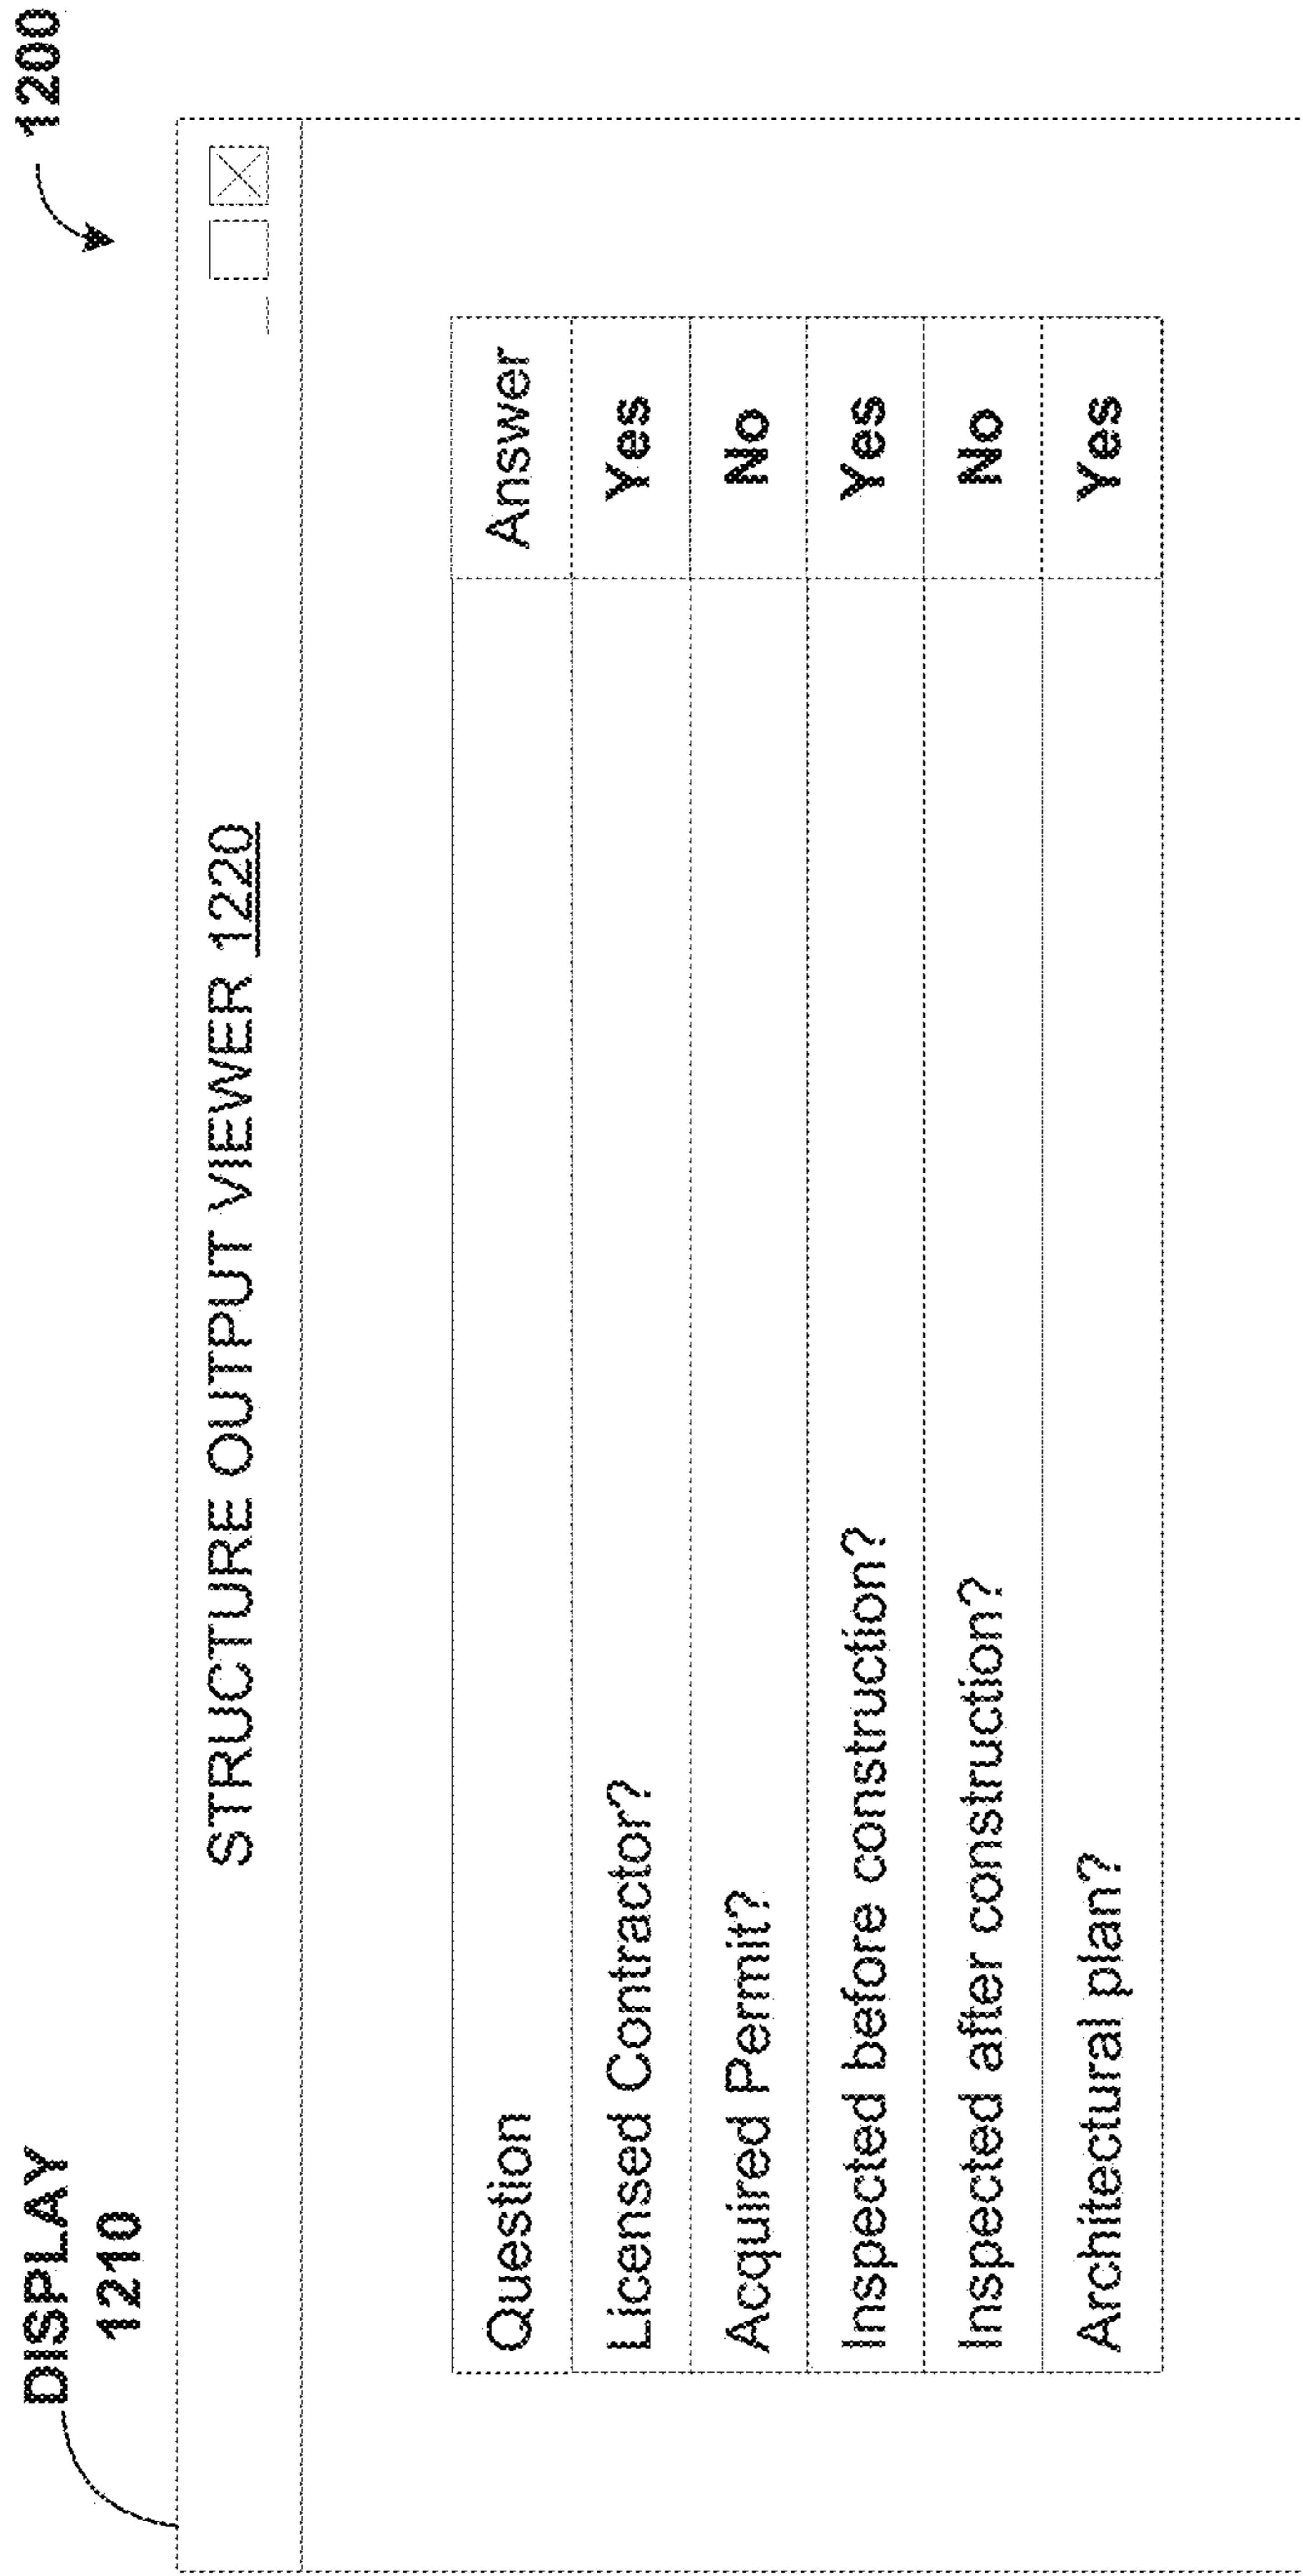 DISPLAY
1210
1200
STRUCTURE OUTPUT VIEWER 1220
Question Answer
Licensed Contractor? Yes
Acquired Permit? No
Inspected before construction? Yes
Inspected after construction? No
Architectural plan? Yes